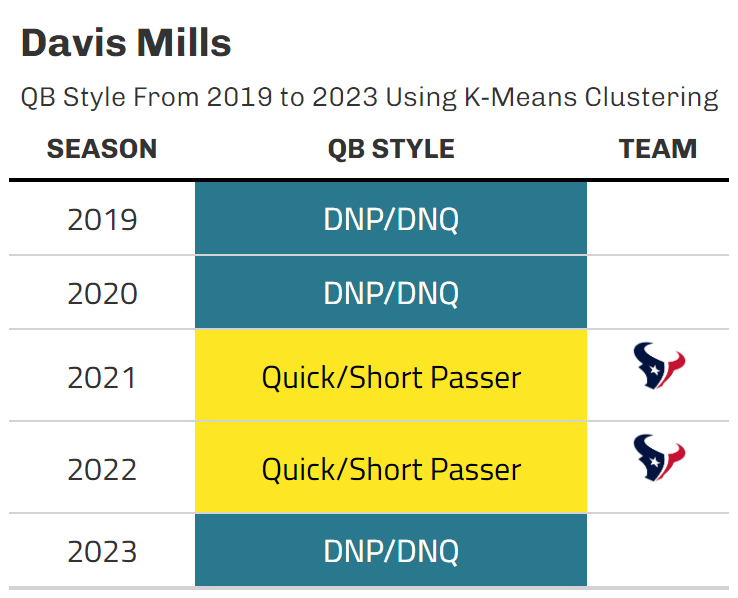 Davis Mills
QB Style From 2019 to 2023 Using K-Means Clustering
SEASON QB STYLE TEAM
2019 DNP/DNQ
2020 DNP/DNQ
2021 Quick/Short Passer
2022 Quick/Short Passer
2023 DNP/DNQ